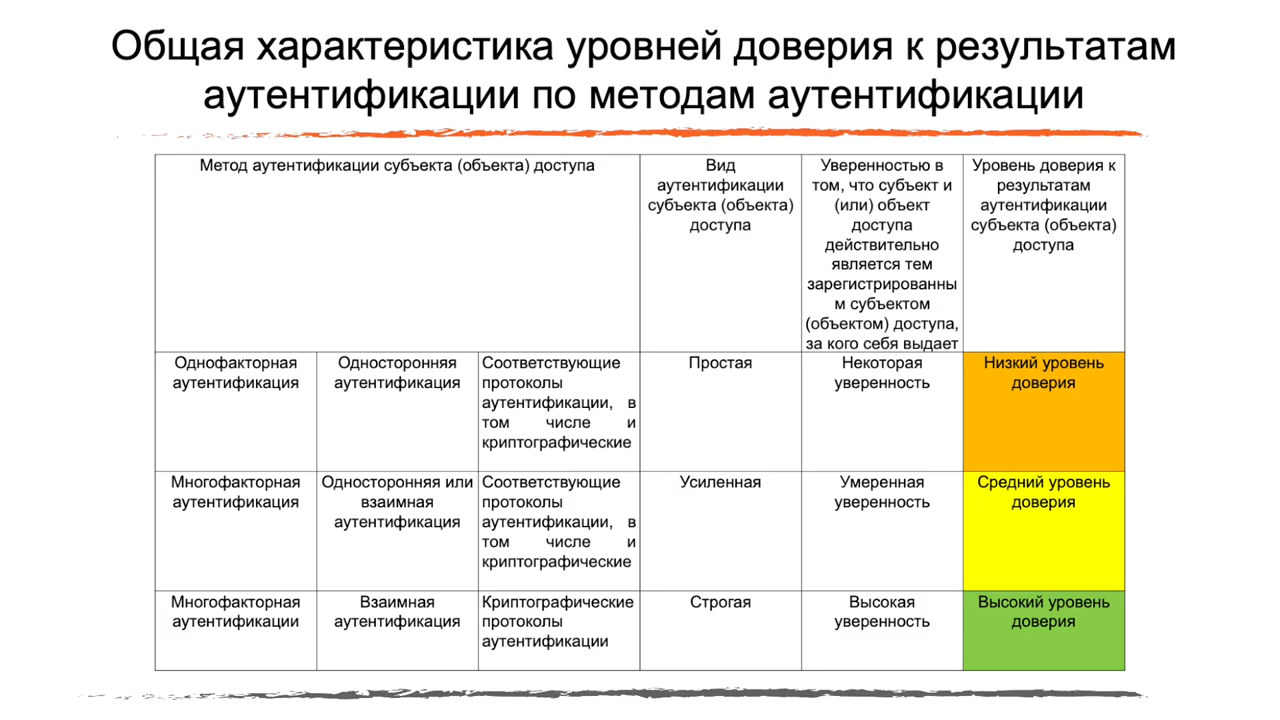 Общая характеристика уровней доверия к результатам
аутентификации по методам аутентификации
Метод аутентификации субъекта (объекта) доступа
Вид
аутентификации
субъекта (объекта)
доступа
Уверенностью в
том, что субъект и
(или) объект
доступа
действительно
является тем
зарегистрированны
м субъектом
(объектом) доступа,
за кого себя выдает
Уровень доверия к
результатам
аутентификации
субъекта (объекта)
доступа
Однофакторная
аутентификация
Односторонняя
аутентификация
Соответствующие
протоколы
аутентификации, в
том числе и
криптографические
Простая
Некоторая
уверенность
Низкий уровень
доверия
Многофакторная
аутентификация
Односторонняя или
взаимная
аутентификация
Соответствующие
протоколы
аутентификации, в
том числе и
криптографические
Усиленная
Умеренная
уверенность
Средний уровень
доверия
Многофакторная
аутентификации
Взаимная
аутентификация
Криптографические
протоколы
аутентификации
Строгая
Высокая
уверенность
Высокий уровень
доверия